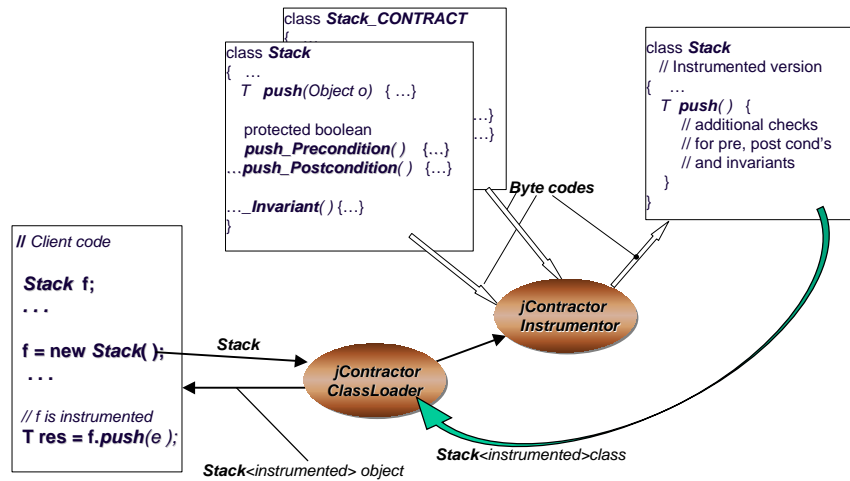 class Stack_CONTRACT
{ ...
...}
...}
class Stack
{ ...
T push(Object o) { ...}
protected boolean
push_Precondition( ) {...}
...push_Postcondition( ) {...}
..._Invariant( ) {...}
}
class Stack
// Instrumented version
{ ...
T push( ) {
// additional checks
// for pre, post cond's
// and invariants
}
}
Byte codes
// Client code
Stack f;
. . .
f = new Stack( );
. . .
// f is instrumented
T res = f.push(e );
Stack
jContractor
Instrumentor
jContractor
ClassLoader
Stack<instrumented>class
Stack<instrumented> object